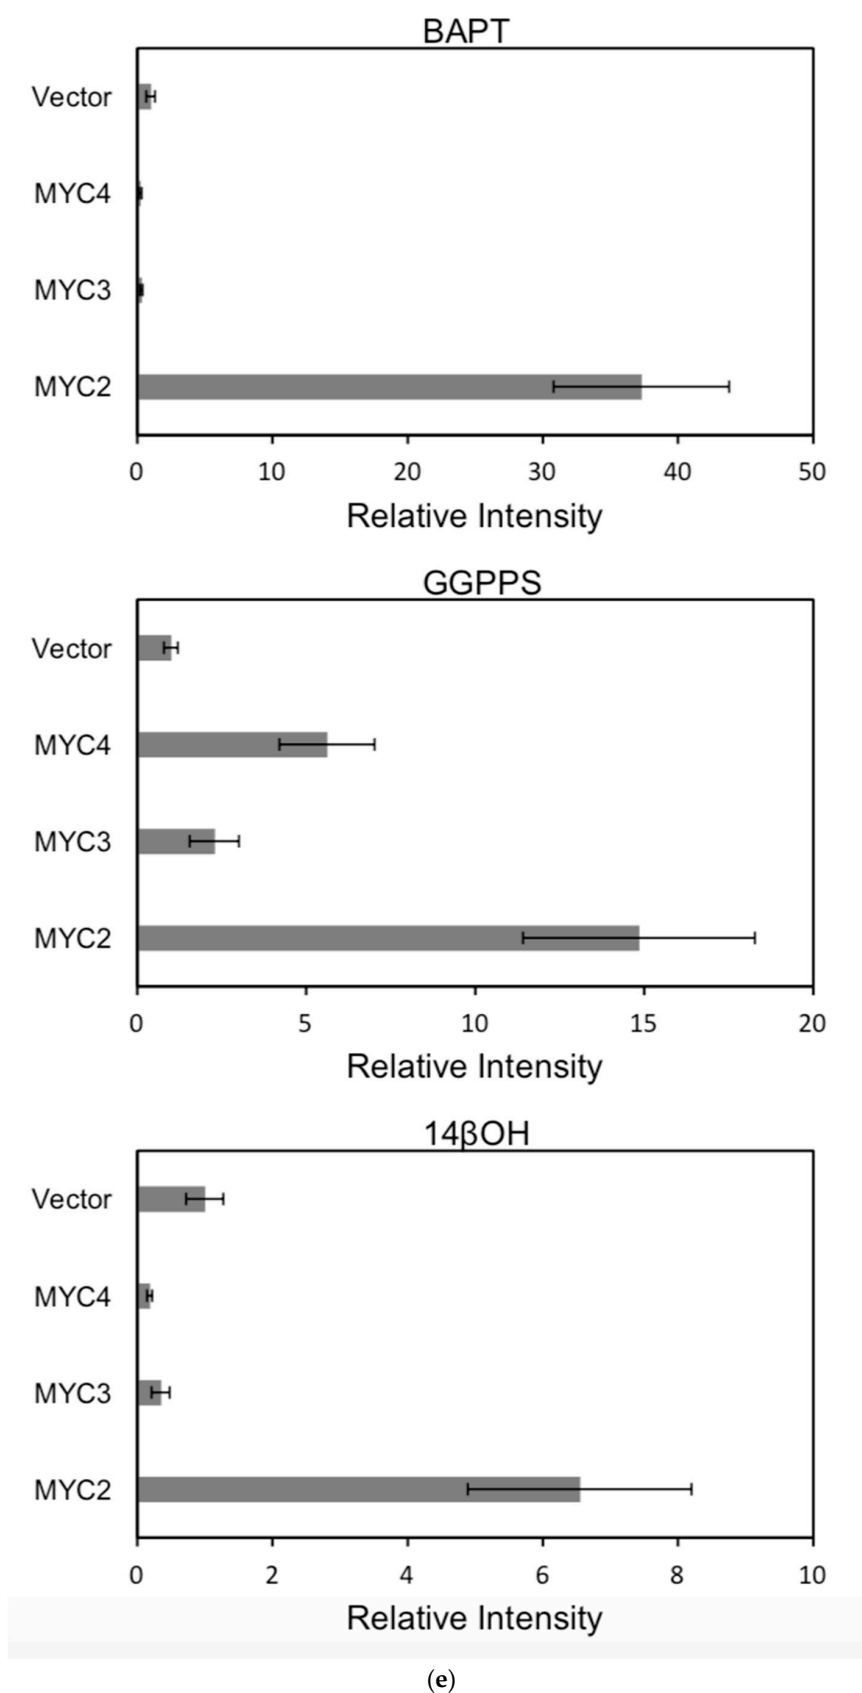 BAPT
Vector
MYC4
MYC3
MYC2
0 10 20 30 40 50
Relative Intensity
GGPPS
Vector
MYC4
MYC3
MYC2
0 5 10 15 20
Relative Intensity
14βOH
Vector
MYC4
MYC3
MYC2
0 2 4 6 8 10
Relative Intensity
(e)